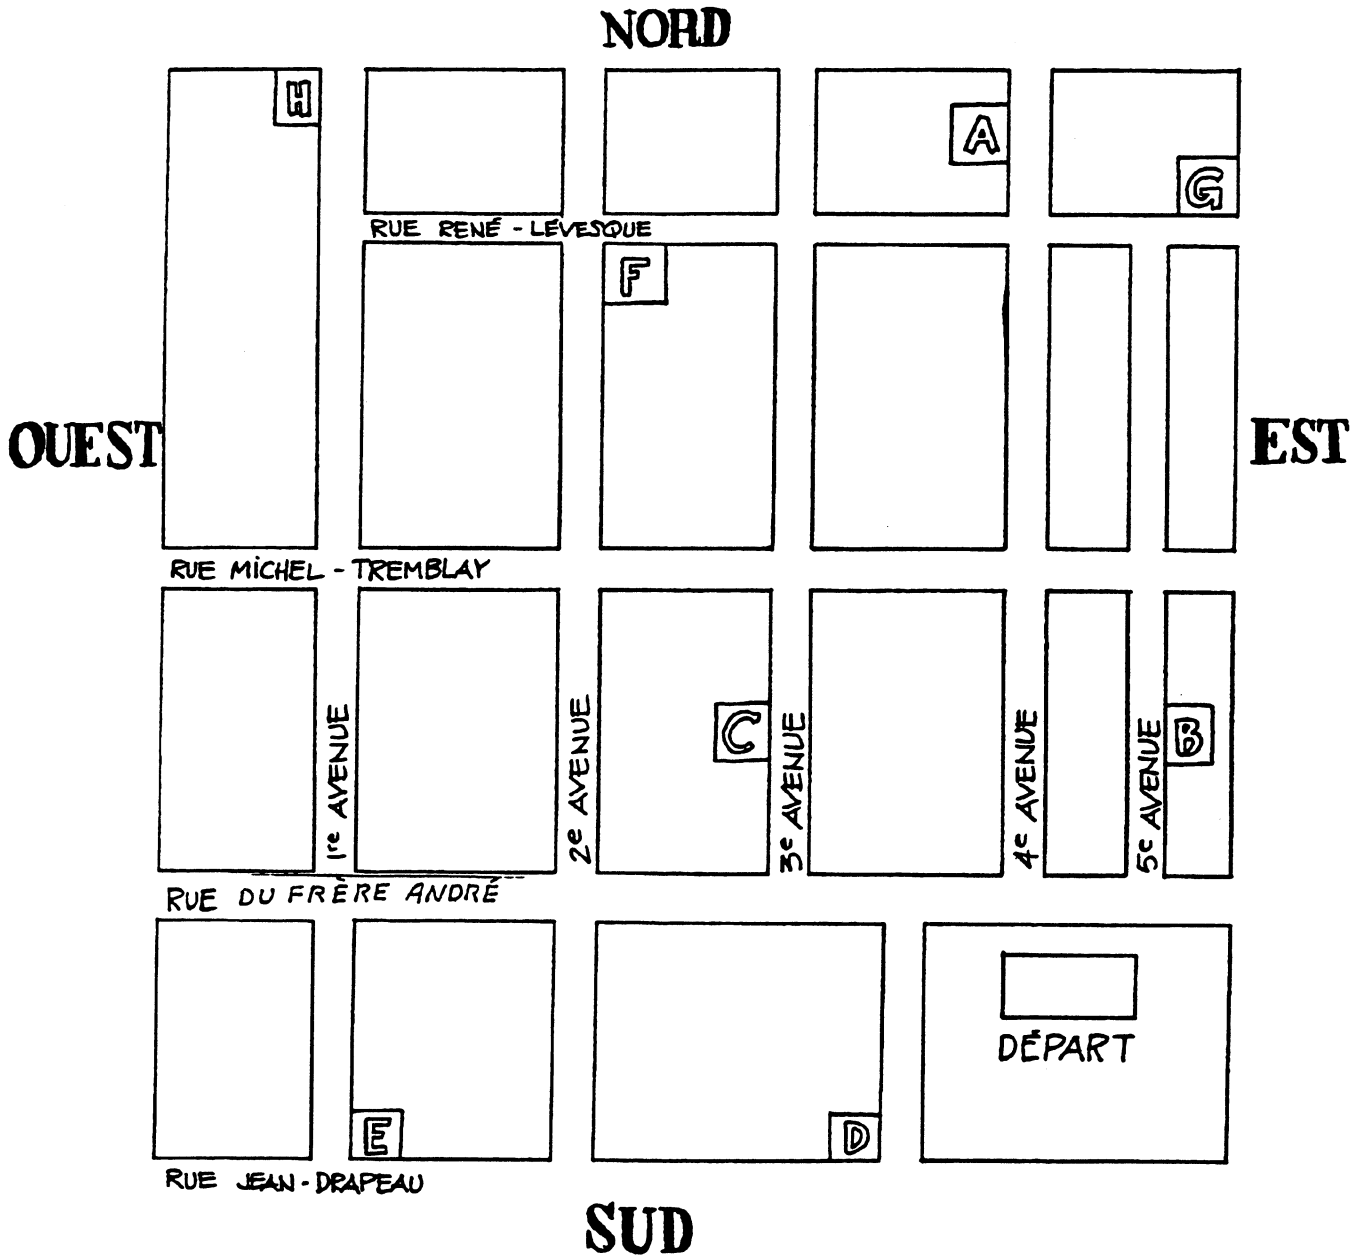 NORD
H
A
G
RUE RENÉ - LÉVESQUE
F
OUEST
EST
RUE MICHEL - TREMBLAY
1re AVENUE
2e AVENUE
C
3e AVENUE
4e AVENUE
5e AVENUE
B
RUE DU FRÈRE ANDRÉ
DÉPART
E
D
RUE JEAN - DRAPEAU
SUD